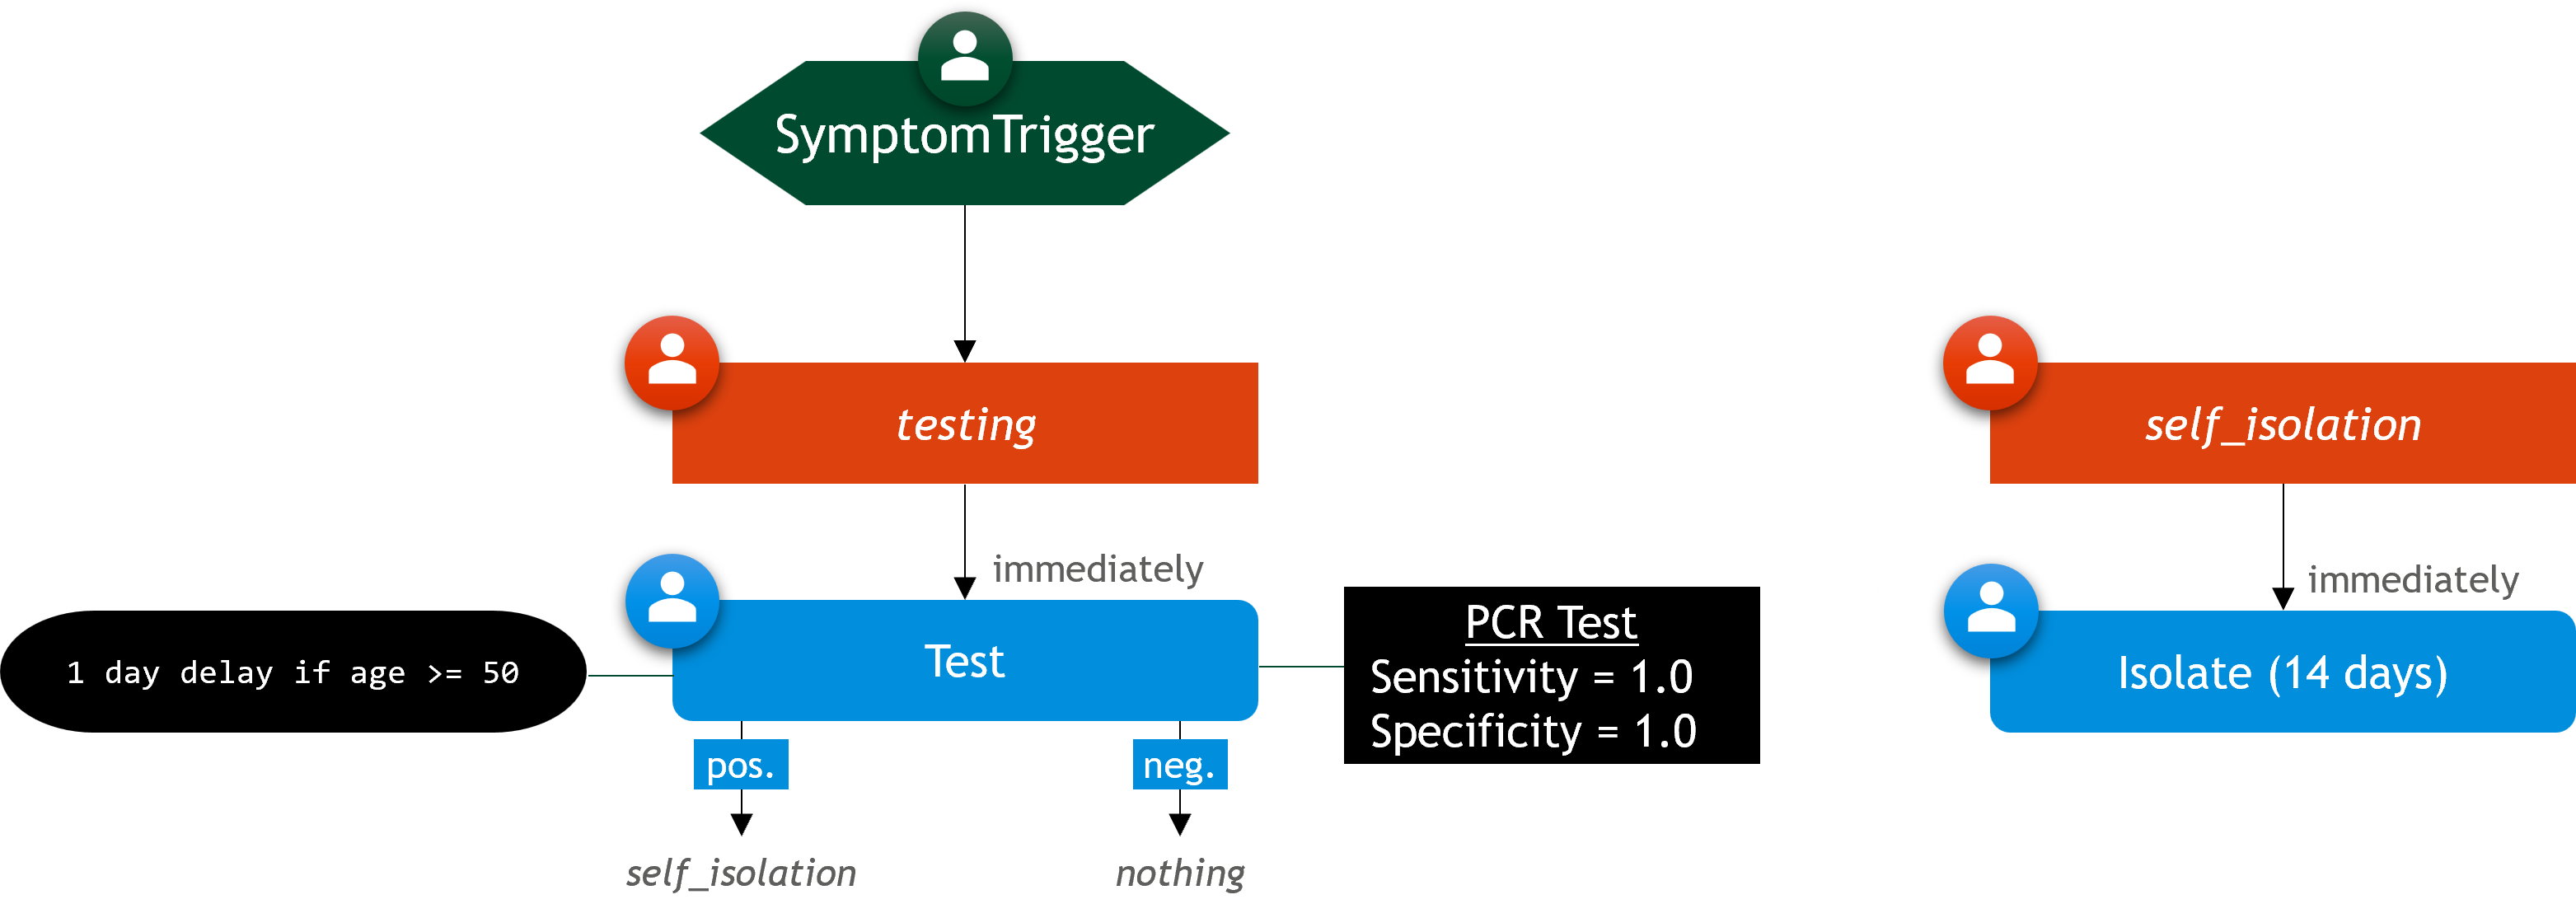 SymptomTrigger
testing
self_isolation
immediately
immediately
1 day delay if age >= 50
Test
PCR Test
Sensitivity = 1.0
Specificity = 1.0
Isolate (14 days)
pos.
neg.
self_isolation
nothing